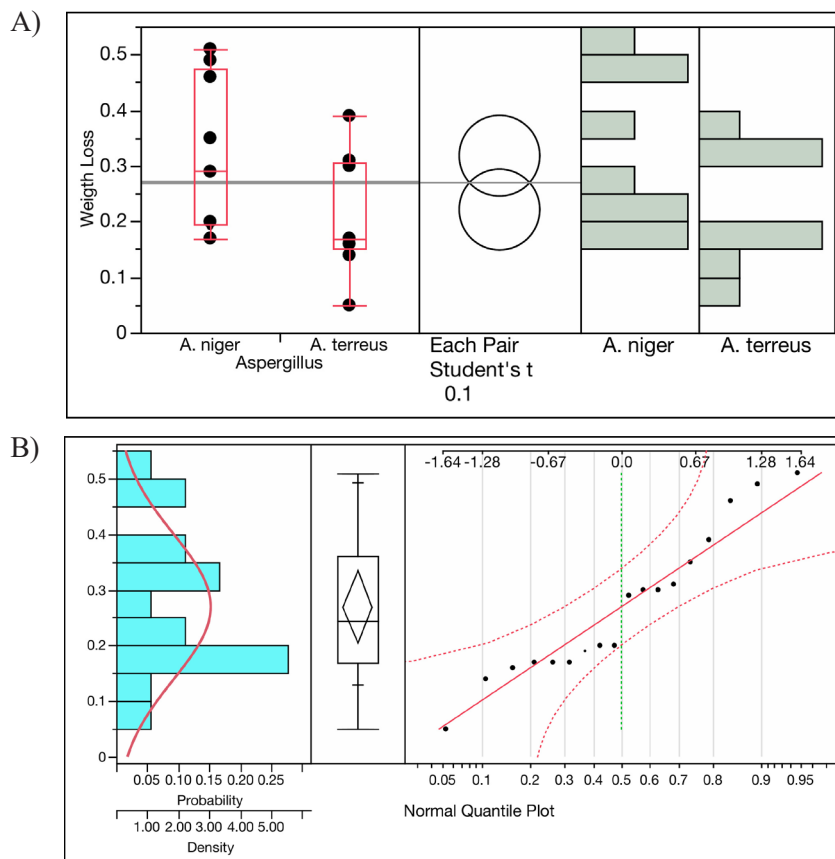 A)
Weigth Loss
0.5
0.4
0.3
0.2
0.1
0
A. niger
A. terreus
Aspergillus
Each Pair
Student's t
0.1
A. niger
A. terreus
B)
0.5
0.4
0.3
0.2
0.1
0
0.05 0.10 0.15 0.20 0.25
Probability
1.00 2.00 3.00 4.00 5.00
Density
-1.64 -1.28 -0.67 0.0 0.67 1.28 1.64
0.05 0.1 0.2 0.3 0.4 0.5 0.6 0.7 0.8 0.9 0.95
Normal Quantile Plot